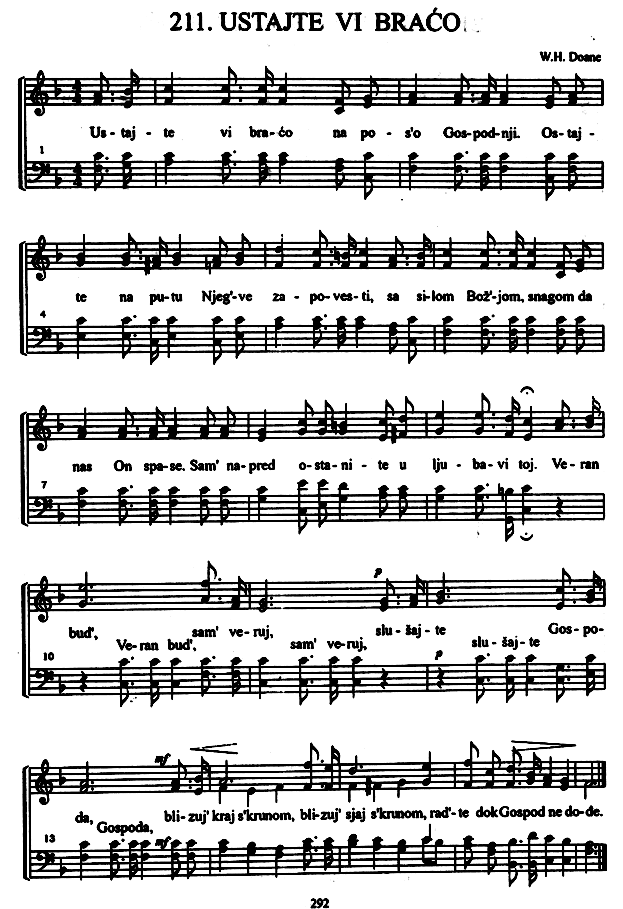 211. USTAJTE VI BRAĆO
W.H. Doane
Us - taj - te vi bra - ćo na po - s'o Gos - pod - nji. Os - taj -
1
te na pu - tu Njeg'- ve za - po - ves - ti, sa si - lom Bož'- jom, snagom da
4
nas On spa - se. Sam' na - pred o - sta - ni - te u lju - ba - vi toj. Ve - ran
7
p
bud', sam' ve - ruj, slu - šaj - te Gos - po-
Ve - ran bud', sam' ve - ruj, slu - šaj - te
10
p
mf
da, bli - zuj' kraj s'krunom, bli - zuj' sjaj s'krunom, rad'- te dok Gospod ne do - đe.
Gospoda,
13
mf
292